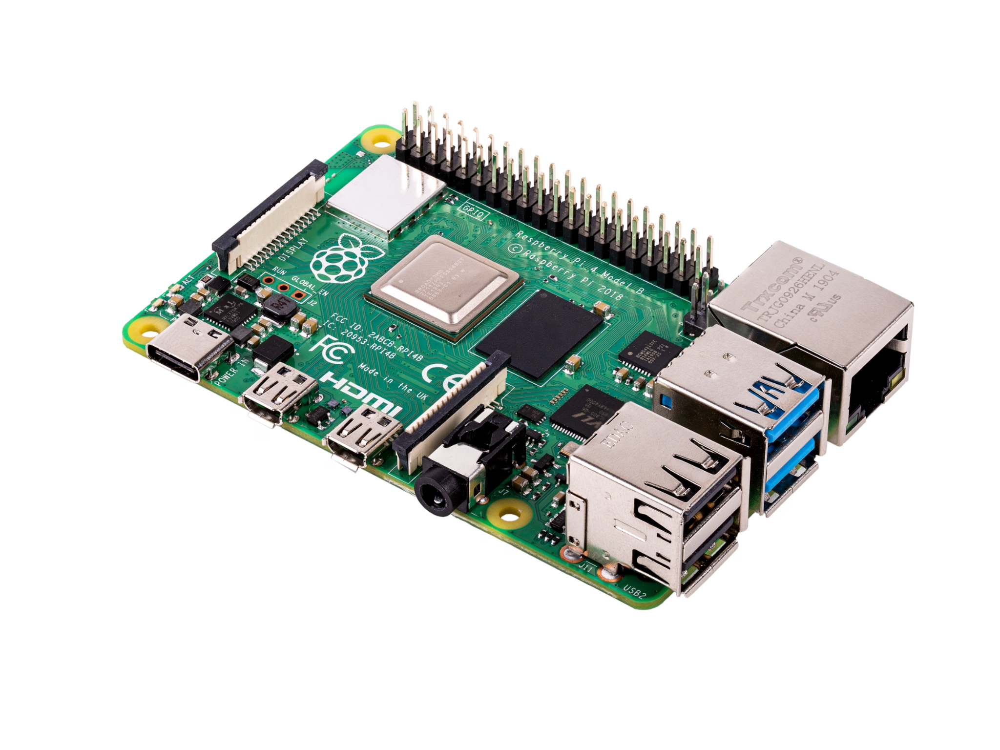 GPIO
Raspberry Pi 4 Model B
© Raspberry Pi 2018
DISPLAY
RUN
GLOBAL_EN
J2
ACT
R47
FCC ID: 2ABCB-RPI4B
IC: 20953-RPI4B
FC
Made in the UK
CE
HDMI
POWER IN
BROADCOM
VLI
Trxcom®
TRJG0926HENL
China M 1904
c us
EDAC
J7
J11
USB2